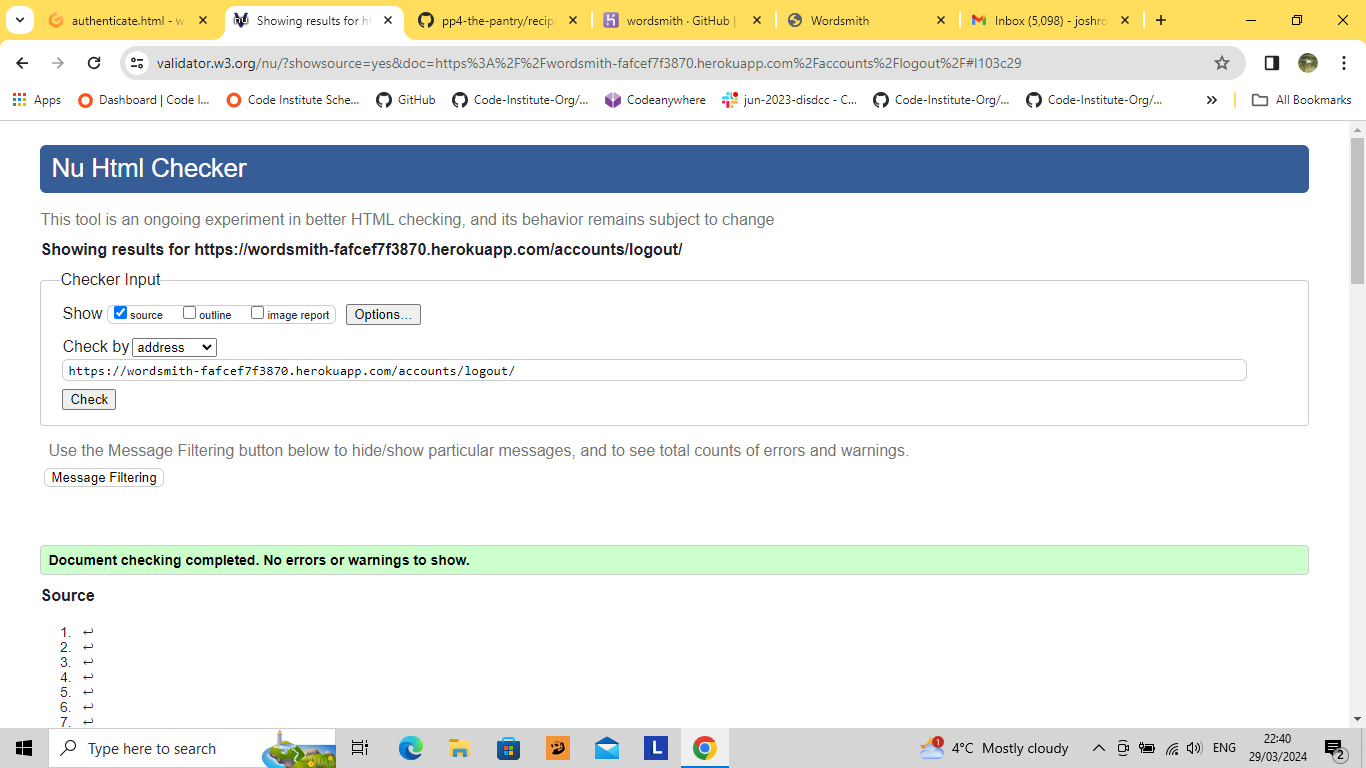 authenticate.html - w
Showing results for ht
pp4-the-pantry/recip
wordsmith · GitHub |
Wordsmith
Inbox (5,098) - joshro
validator.w3.org/nu/?showsource=yes&doc=https%3A%2F%2Fwordsmith-fafcef7f3870.herokuapp.com%2Faccounts%2Flogout%2F#l103c29
Apps
Dashboard | Code I...
Code Institute Sche...
GitHub
Code-Institute-Org/...
Codeanywhere
jun-2023-disdcc - C...
Code-Institute-Org/...
Code-Institute-Org/...
All Bookmarks
Nu Html Checker
This tool is an ongoing experiment in better HTML checking, and its behavior remains subject to change
Showing results for https://wordsmith-fafcef7f3870.herokuapp.com/accounts/logout/
Checker Input
Show source outline image report Options...
Check by address
https://wordsmith-fafcef7f3870.herokuapp.com/accounts/logout/
Check
Use the Message Filtering button below to hide/show particular messages, and to see total counts of errors and warnings.
Message Filtering
Document checking completed. No errors or warnings to show.
Source
1. ↩
2. ↩
3. ↩
4. ↩
5. ↩
6. ↩
7. ↩
Type here to search
4°C Mostly cloudy
ENG
22:40
29/03/2024